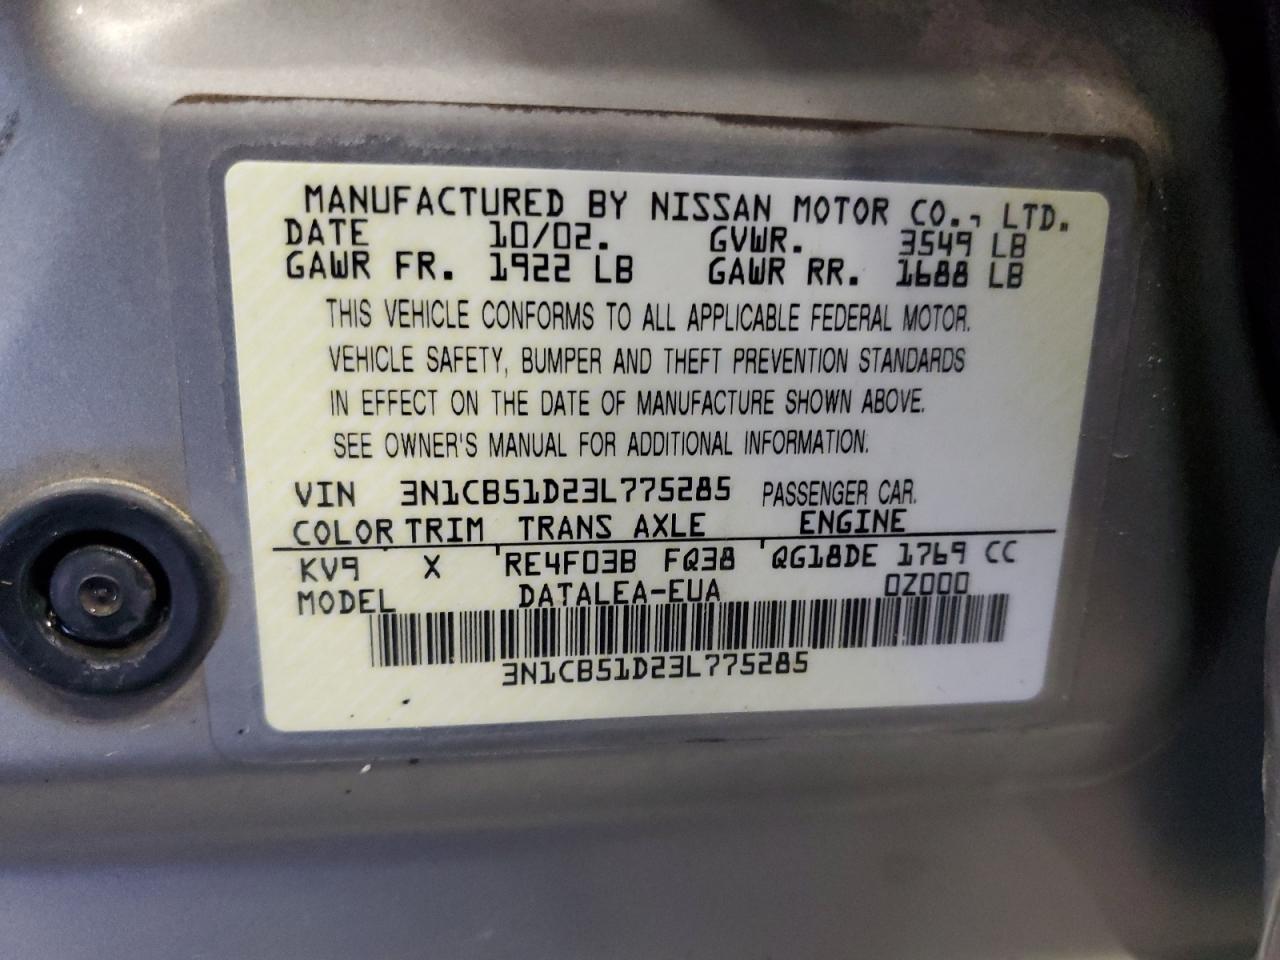 MANUFACTURED BY NISSAN MOTOR CO., LTD.
DATE 10/02. GVWR. 3549 LB
GAWR FR. 1922 LB GAWR RR. 1688 LB
THIS VEHICLE CONFORMS TO ALL APPLICABLE FEDERAL MOTOR.
VEHICLE SAFETY, BUMPER AND THEFT PREVENTION STANDARDS
IN EFFECT ON THE DATE OF MANUFACTURE SHOWN ABOVE.
SEE OWNER'S MANUAL FOR ADDITIONAL INFORMATION.
VIN 3N1CB51D23L775285 PASSENGER CAR.
COLOR TRIM TRANS AXLE ENGINE
KV9 X RE4F03B FQ38 QG18DE 1769 CC
MODEL DATALEA-EUA 0Z000
3N1CB51D23L775285